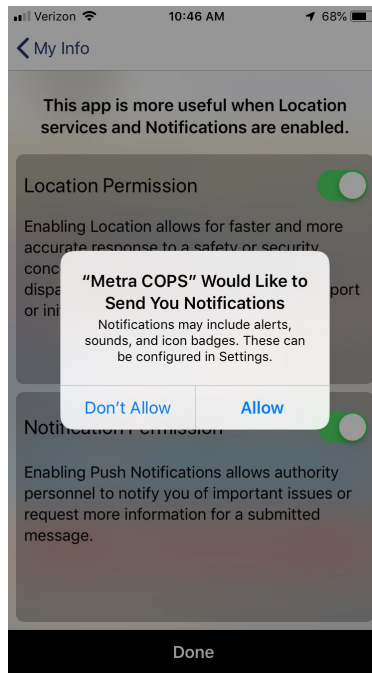 Verizon 10:46 AM 68%
My Info
This app is more useful when Location
services and Notifications are enabled.
Location Permission
Enabling Location allows for faster and more
accurate response to a safety or security
conc
dispa port
or ini
“Metra COPS” Would Like to
Send You Notifications
Notifications may include alerts,
sounds, and icon badges. These can
be configured in Settings.
Don’t Allow Allow
Notification Permission
Enabling Push Notifications allows authority
personnel to notify you of important issues or
request more information for a submitted
message.
Done